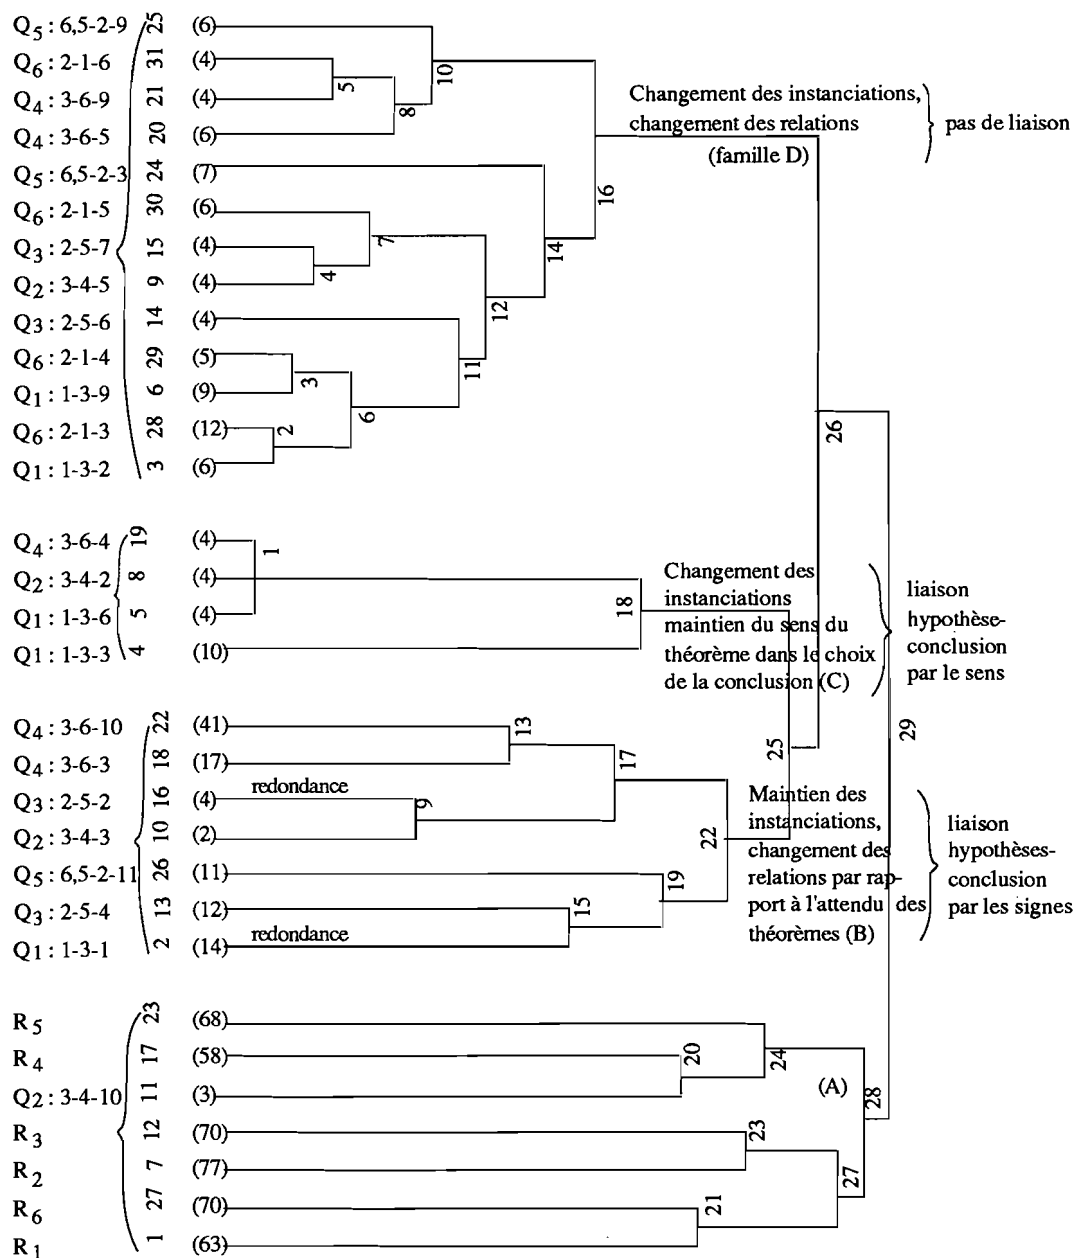 Q5 : 6,5-2-9 25 (6)
Q6 : 2-1-6 31 (4)
Q4 : 3-6-9 21 (4)
Q4 : 3-6-5 20 (6)
Q5 : 6,5-2-3 24 (7)
Q6 : 2-1-5 30 (6)
Q3 : 2-5-7 15 (4)
Q2 : 3-4-5 9 (4)
Q3 : 2-5-6 14 (4)
Q6 : 2-1-4 29 (5)
Q1 : 1-3-9 6 (9)
Q6 : 2-1-3 28 (12)
Q1 : 1-3-2 3 (6)
5
8
10
7
4
12
14
16
11
3
6
2
Changement des instanciations,
changement des relations
(famille D)
pas de liaison
26
Q4 : 3-6-4 19 (4)
Q2 : 3-4-2 8 (4)
Q1 : 1-3-6 5 (4)
Q1 : 1-3-3 4 (10)
1
18
Changement des
instanciations
maintien du sens du
théorème dans le choix
de la conclusion (C)
liaison
hypothèse-
conclusion
par le sens
25
29
Q4 : 3-6-10 22 (41)
Q4 : 3-6-3 18 (17)
Q3 : 2-5-2 16 (4) redondance
Q2 : 3-4-3 10 (2)
Q5 : 6,5-2-11 26 (11)
Q3 : 2-5-4 13 (12)
Q1 : 1-3-1 2 (14) redondance
13
17
9
22
19
15
Maintien des
instanciations,
changement des
relations par rap-
port à l'attendu des
théorèmes (B)
liaison
hypothèses-
conclusion
par les signes
R5 23 (68)
R4 17 (58)
Q2 : 3-4-10 11 (3)
R3 12 (70)
R2 7 (77)
R6 27 (70)
R1 1 (63)
20
24
(A)
28
23
27
21